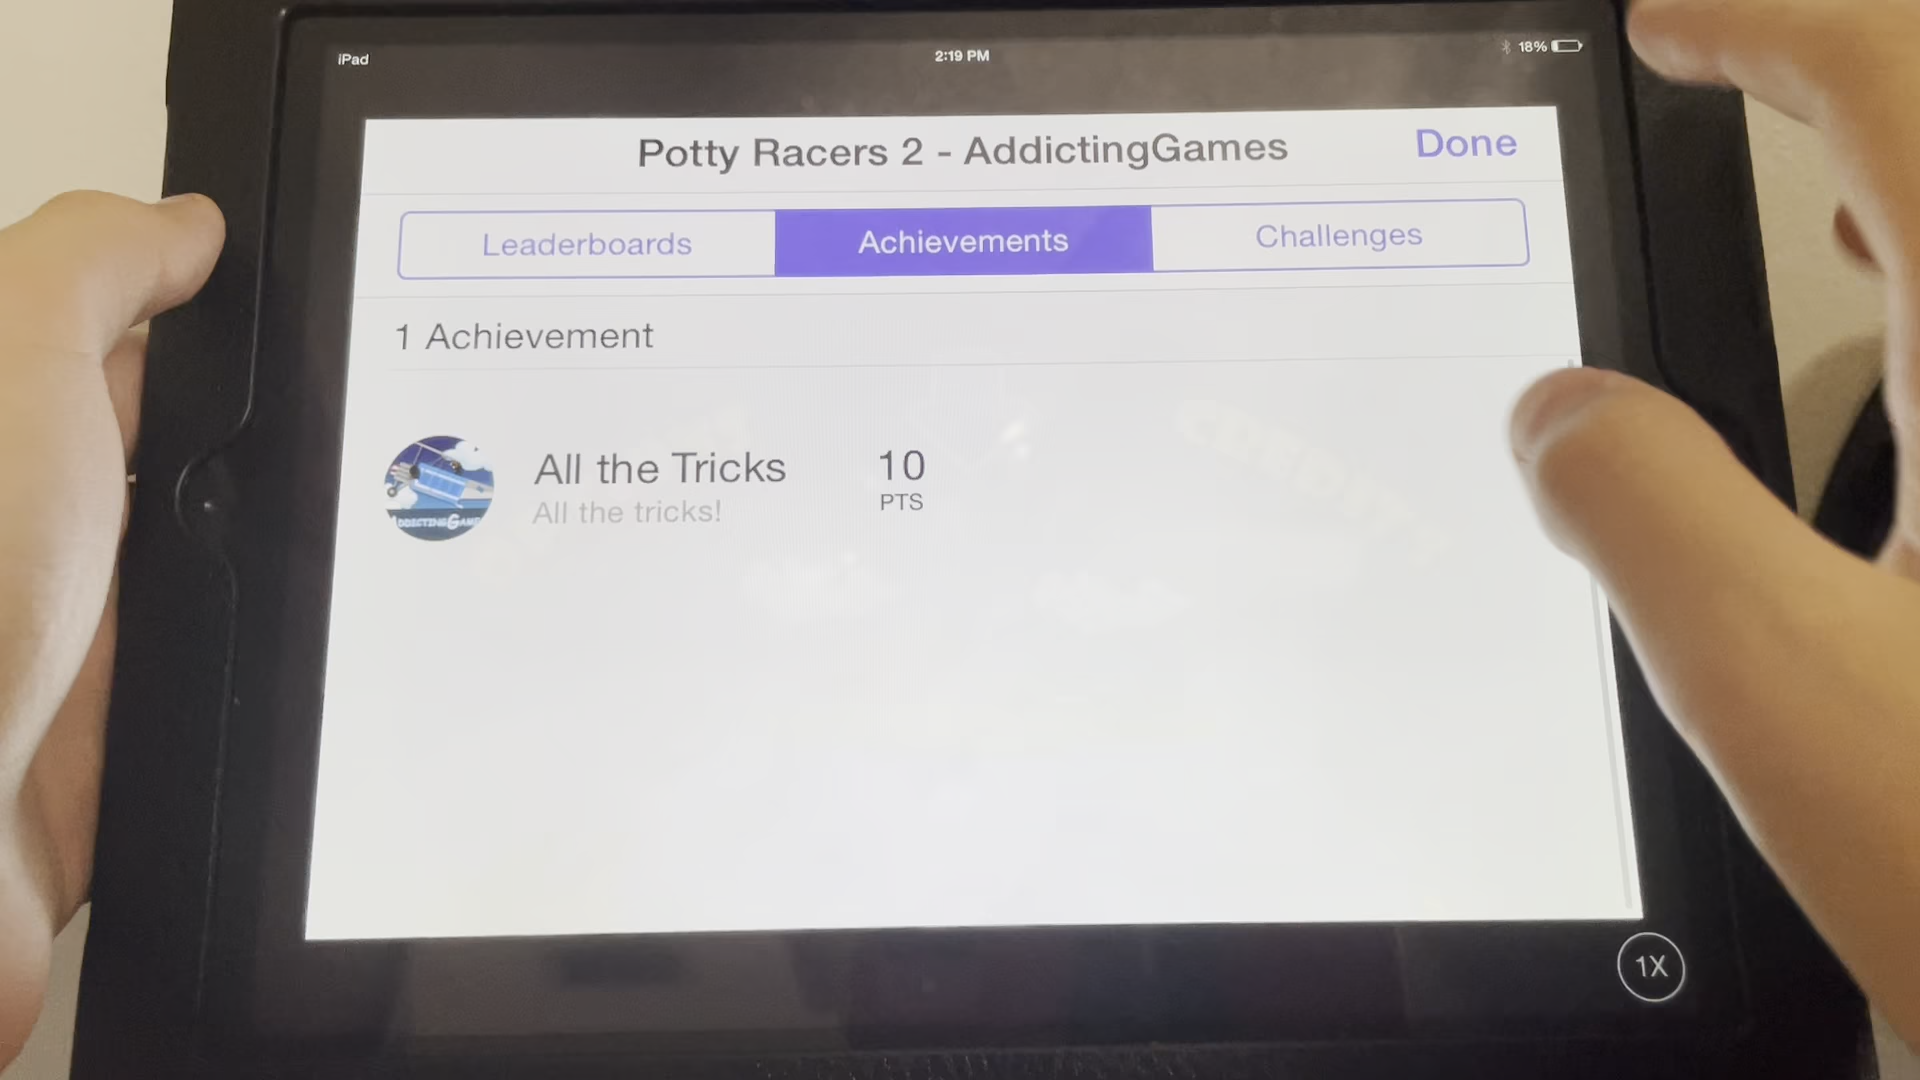 iPad
2:19 PM
18%
Potty Racers 2 - AddictingGames
Done
Leaderboards
Achievements
Challenges
1 Achievement
All the Tricks
All the tricks!
10
PTS
1X